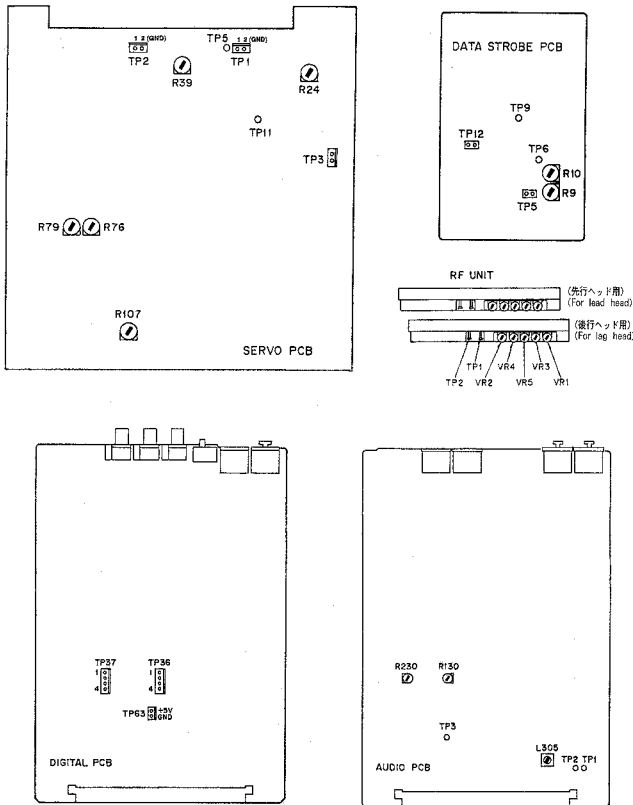 1 2 (GND)
TP2
TP5
1 2 (GND)
TP1
R39
R24
TP11
TP3
R79
R76
R107
SERVO PCB
DATA STROBE PCB
TP9
TP12
TP6
R10
R9
TP5
RF UNIT
(先行ヘッド用)
(For lead head)
(後行ヘッド用)
(For lag head)
TP2
TP1
VR2
VR4
VR5
VR3
VR1
TP37
1
4
TP36
1
4
TP63
+5V
GND
DIGITAL PCB
R230
R130
TP3
L305
TP2 TP1
AUDIO PCB